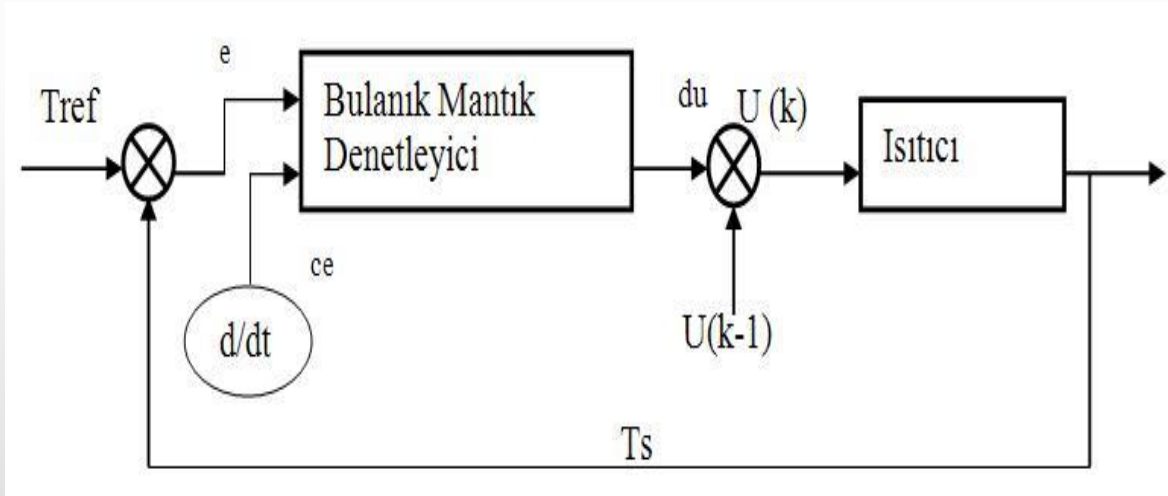 e
Tref
Bulanık Mantık
Denetleyici
du
U (k)
Isıtıcı
ce
d/dt
U(k-1)
Ts